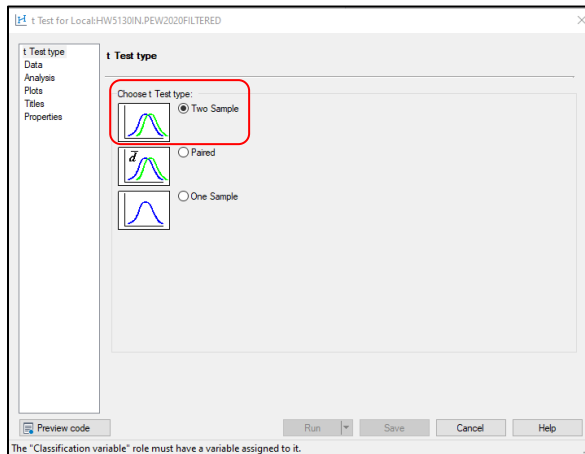 t Test for Local:HW5130IN.PEW2020FILTERED
t Test type
Data
Analysis
Plots
Titles
Properties
t Test type
Choose t Test type:
Two Sample
d
Paired
One Sample
Preview code
Run
Save
Cancel
Help
The "Classification variable" role must have a variable assigned to it.